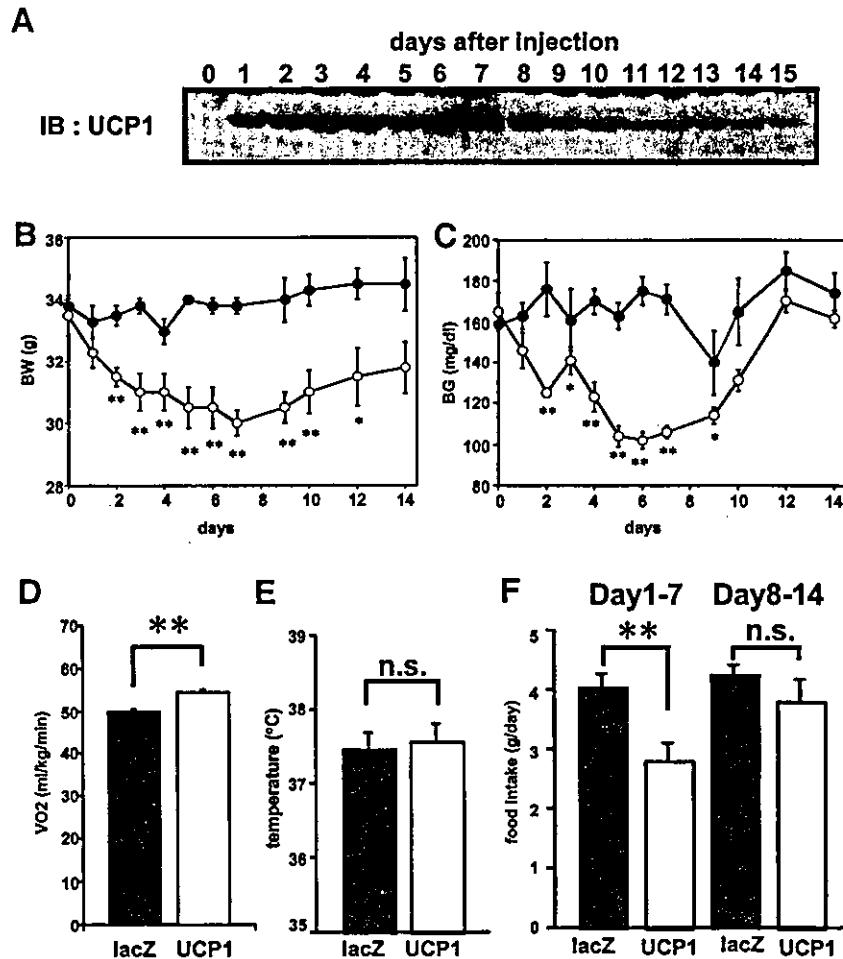 A
days after injection
0 1 2 3 4 5 6 7 8 9 10 11 12 13 14 15
IB : UCP1
B
36
34
32
30
28
BW (g)
** ** ** ** ** ** ** ** *
0 2 4 6 8 10 12 14
days
C
200
180
160
140
120
100
80
BG (mg/dl)
** * ** ** ** ** *
0 2 4 6 8 10 12 14
days
D
70
60
50
40
30
20
10
0
VO2 (ml/kg/min)
**
lacZ UCP1
E
39
38
37
36
35
temperature (°C)
n.s.
lacZ UCP1
F
Day1-7 Day8-14
5
4
3
2
1
0
food intake (g/day)
** n.s.
lacZ UCP1 lacZ UCP1